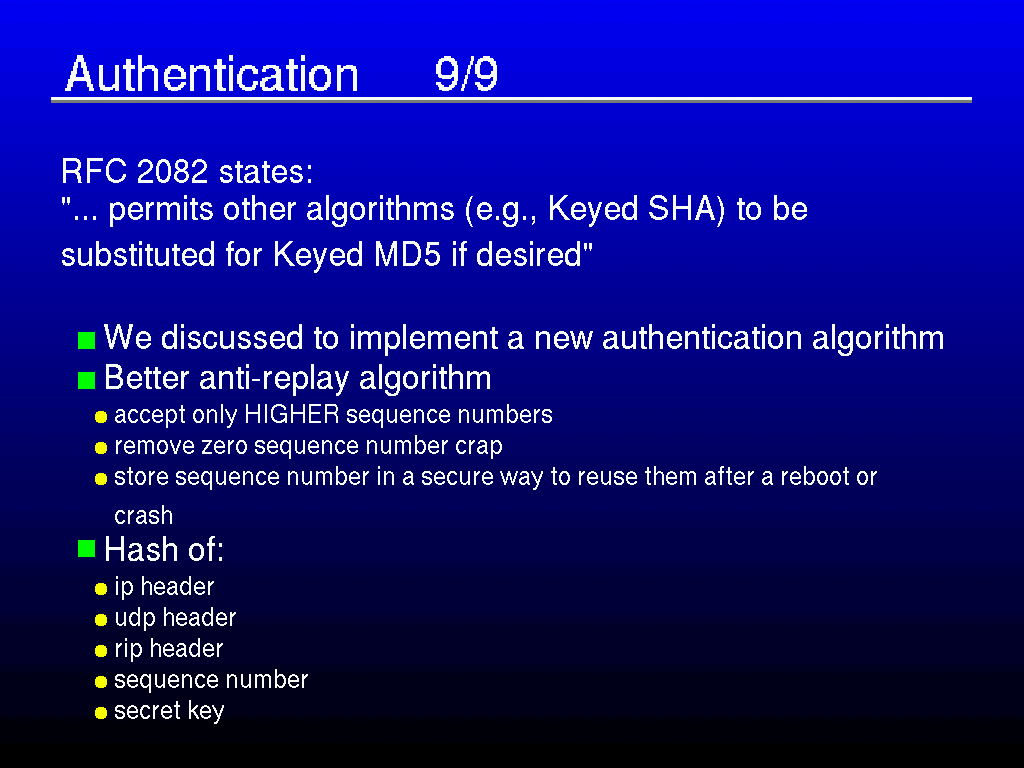 Authentication 9/9
RFC 2082 states:
"... permits other algorithms (e.g., Keyed SHA) to be
substituted for Keyed MD5 if desired"
We discussed to implement a new authentication algorithm
Better anti-replay algorithm
accept only HIGHER sequence numbers
remove zero sequence number crap
store sequence number in a secure way to reuse them after a reboot or
crash
Hash of:
ip header
udp header
rip header
sequence number
secret key